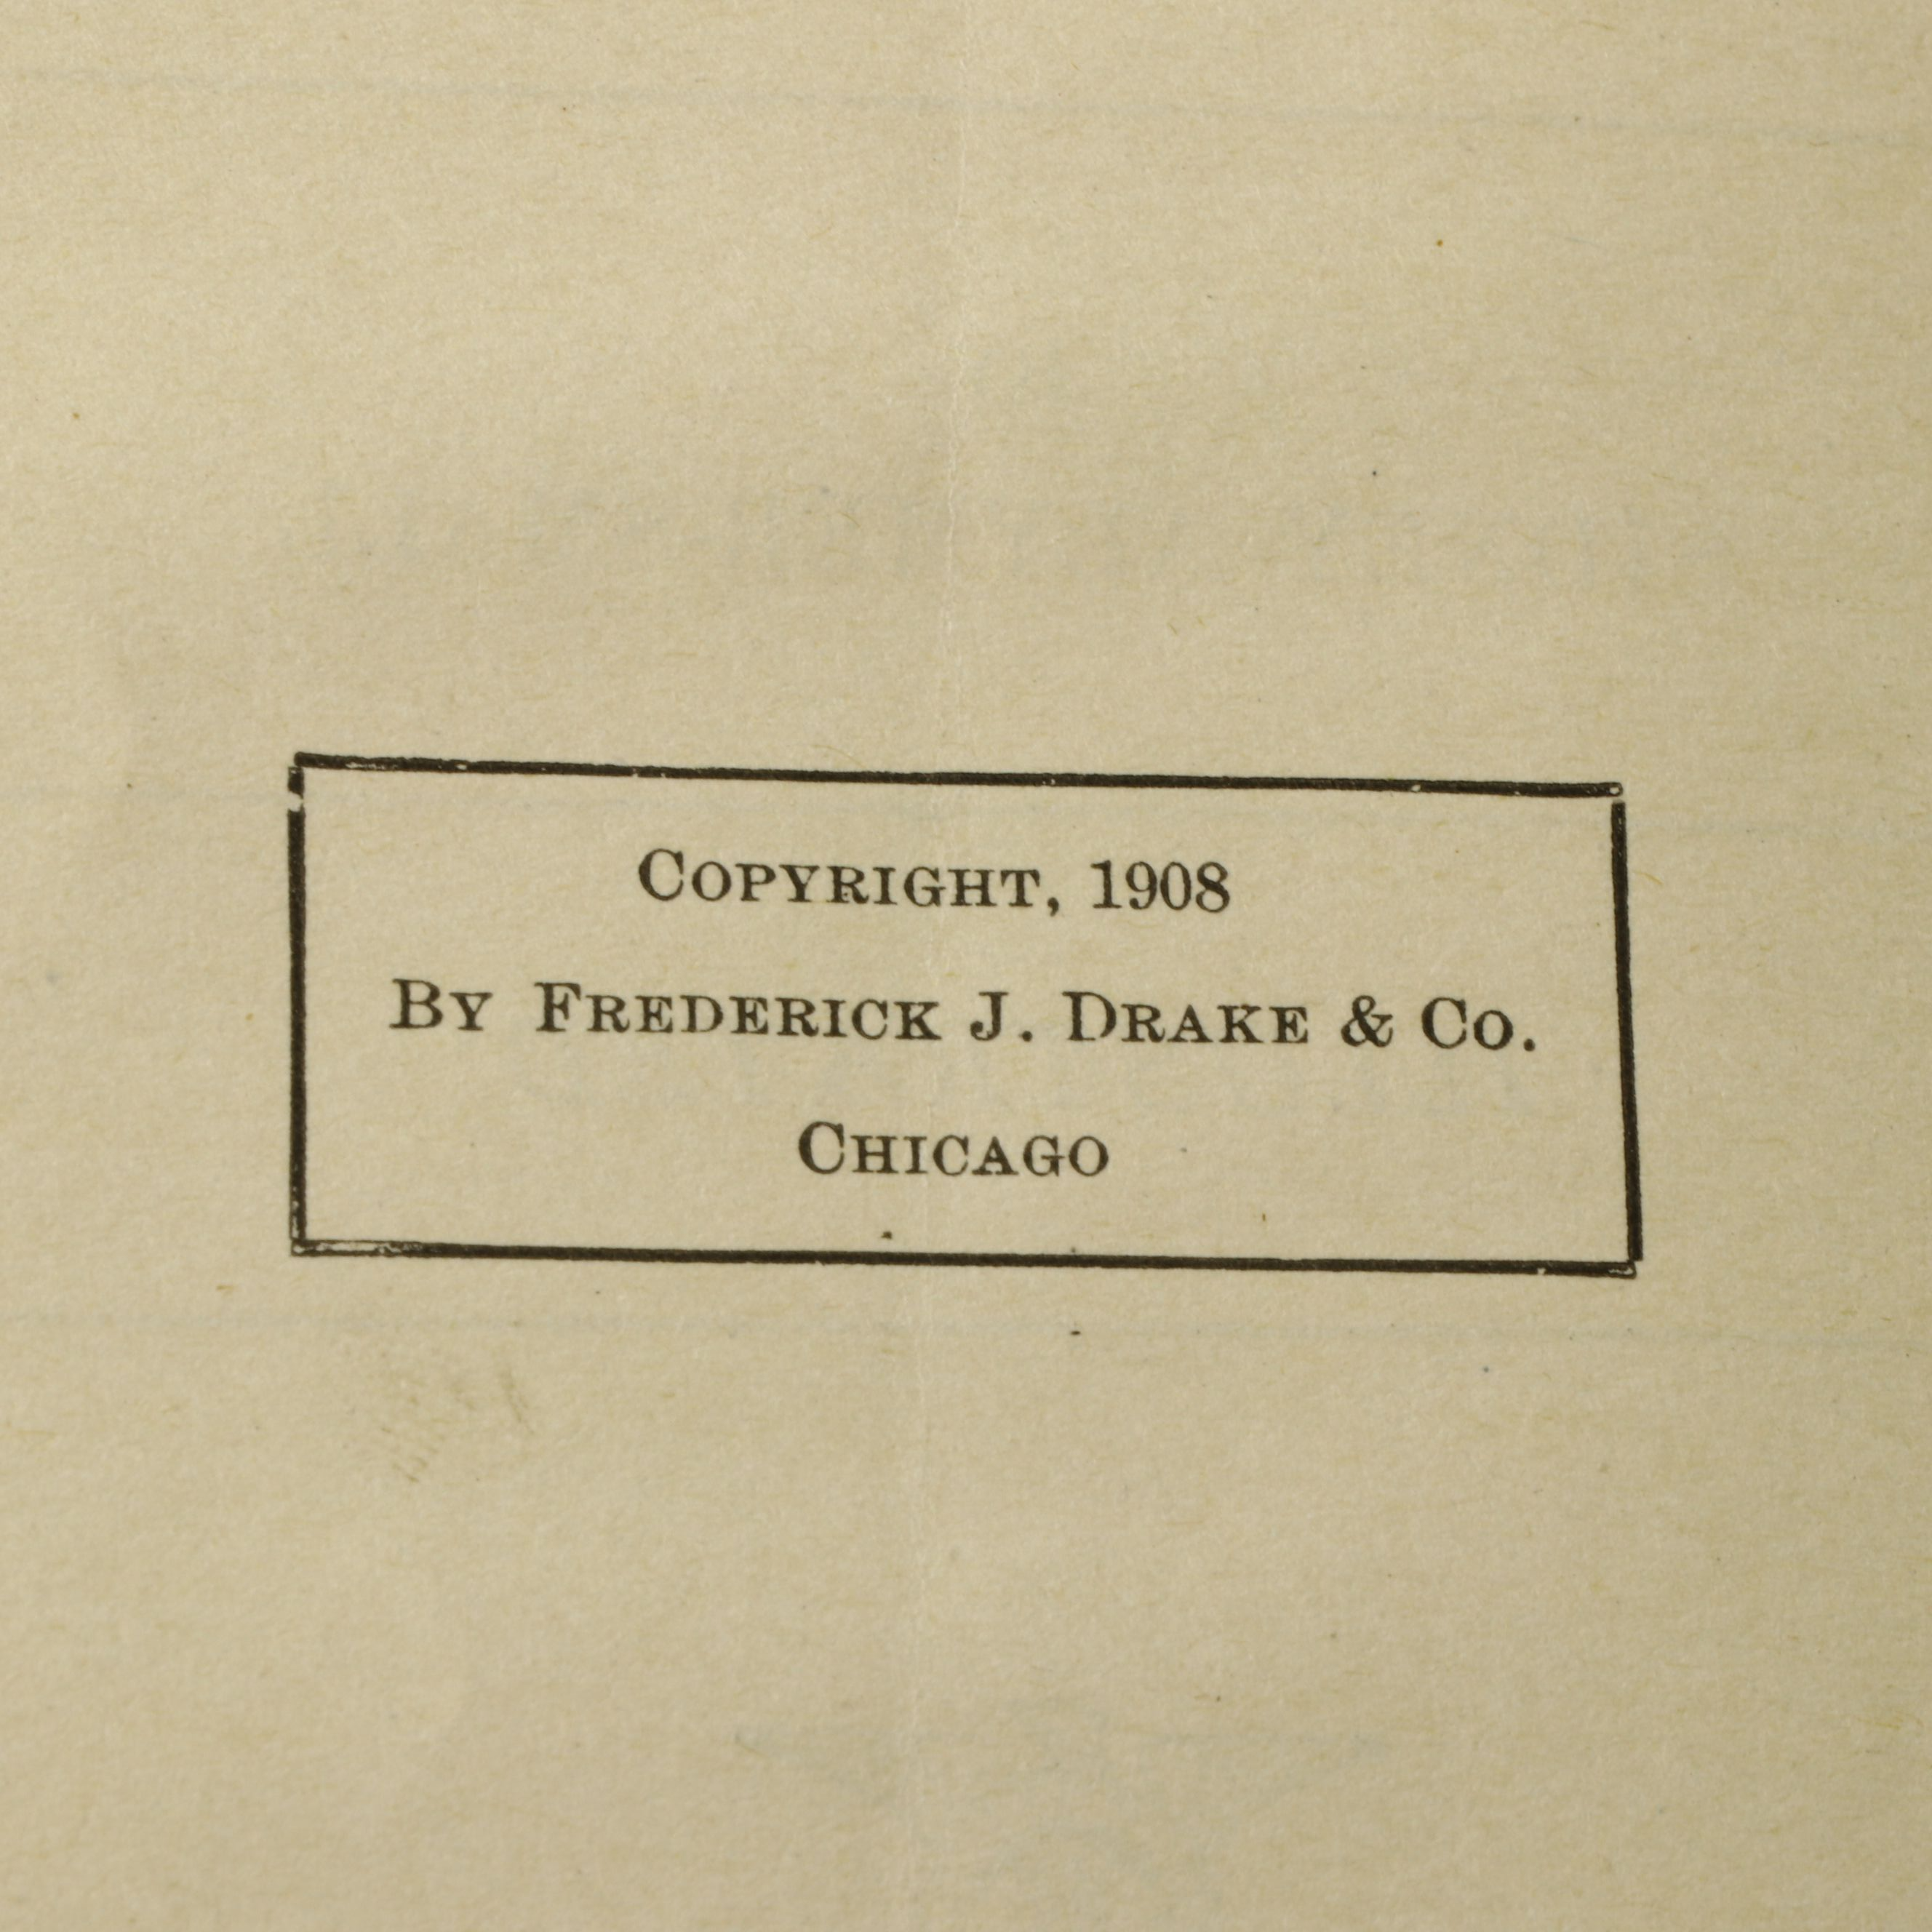 Copyright, 1908
By Frederick J. Drake & Co.
Chicago